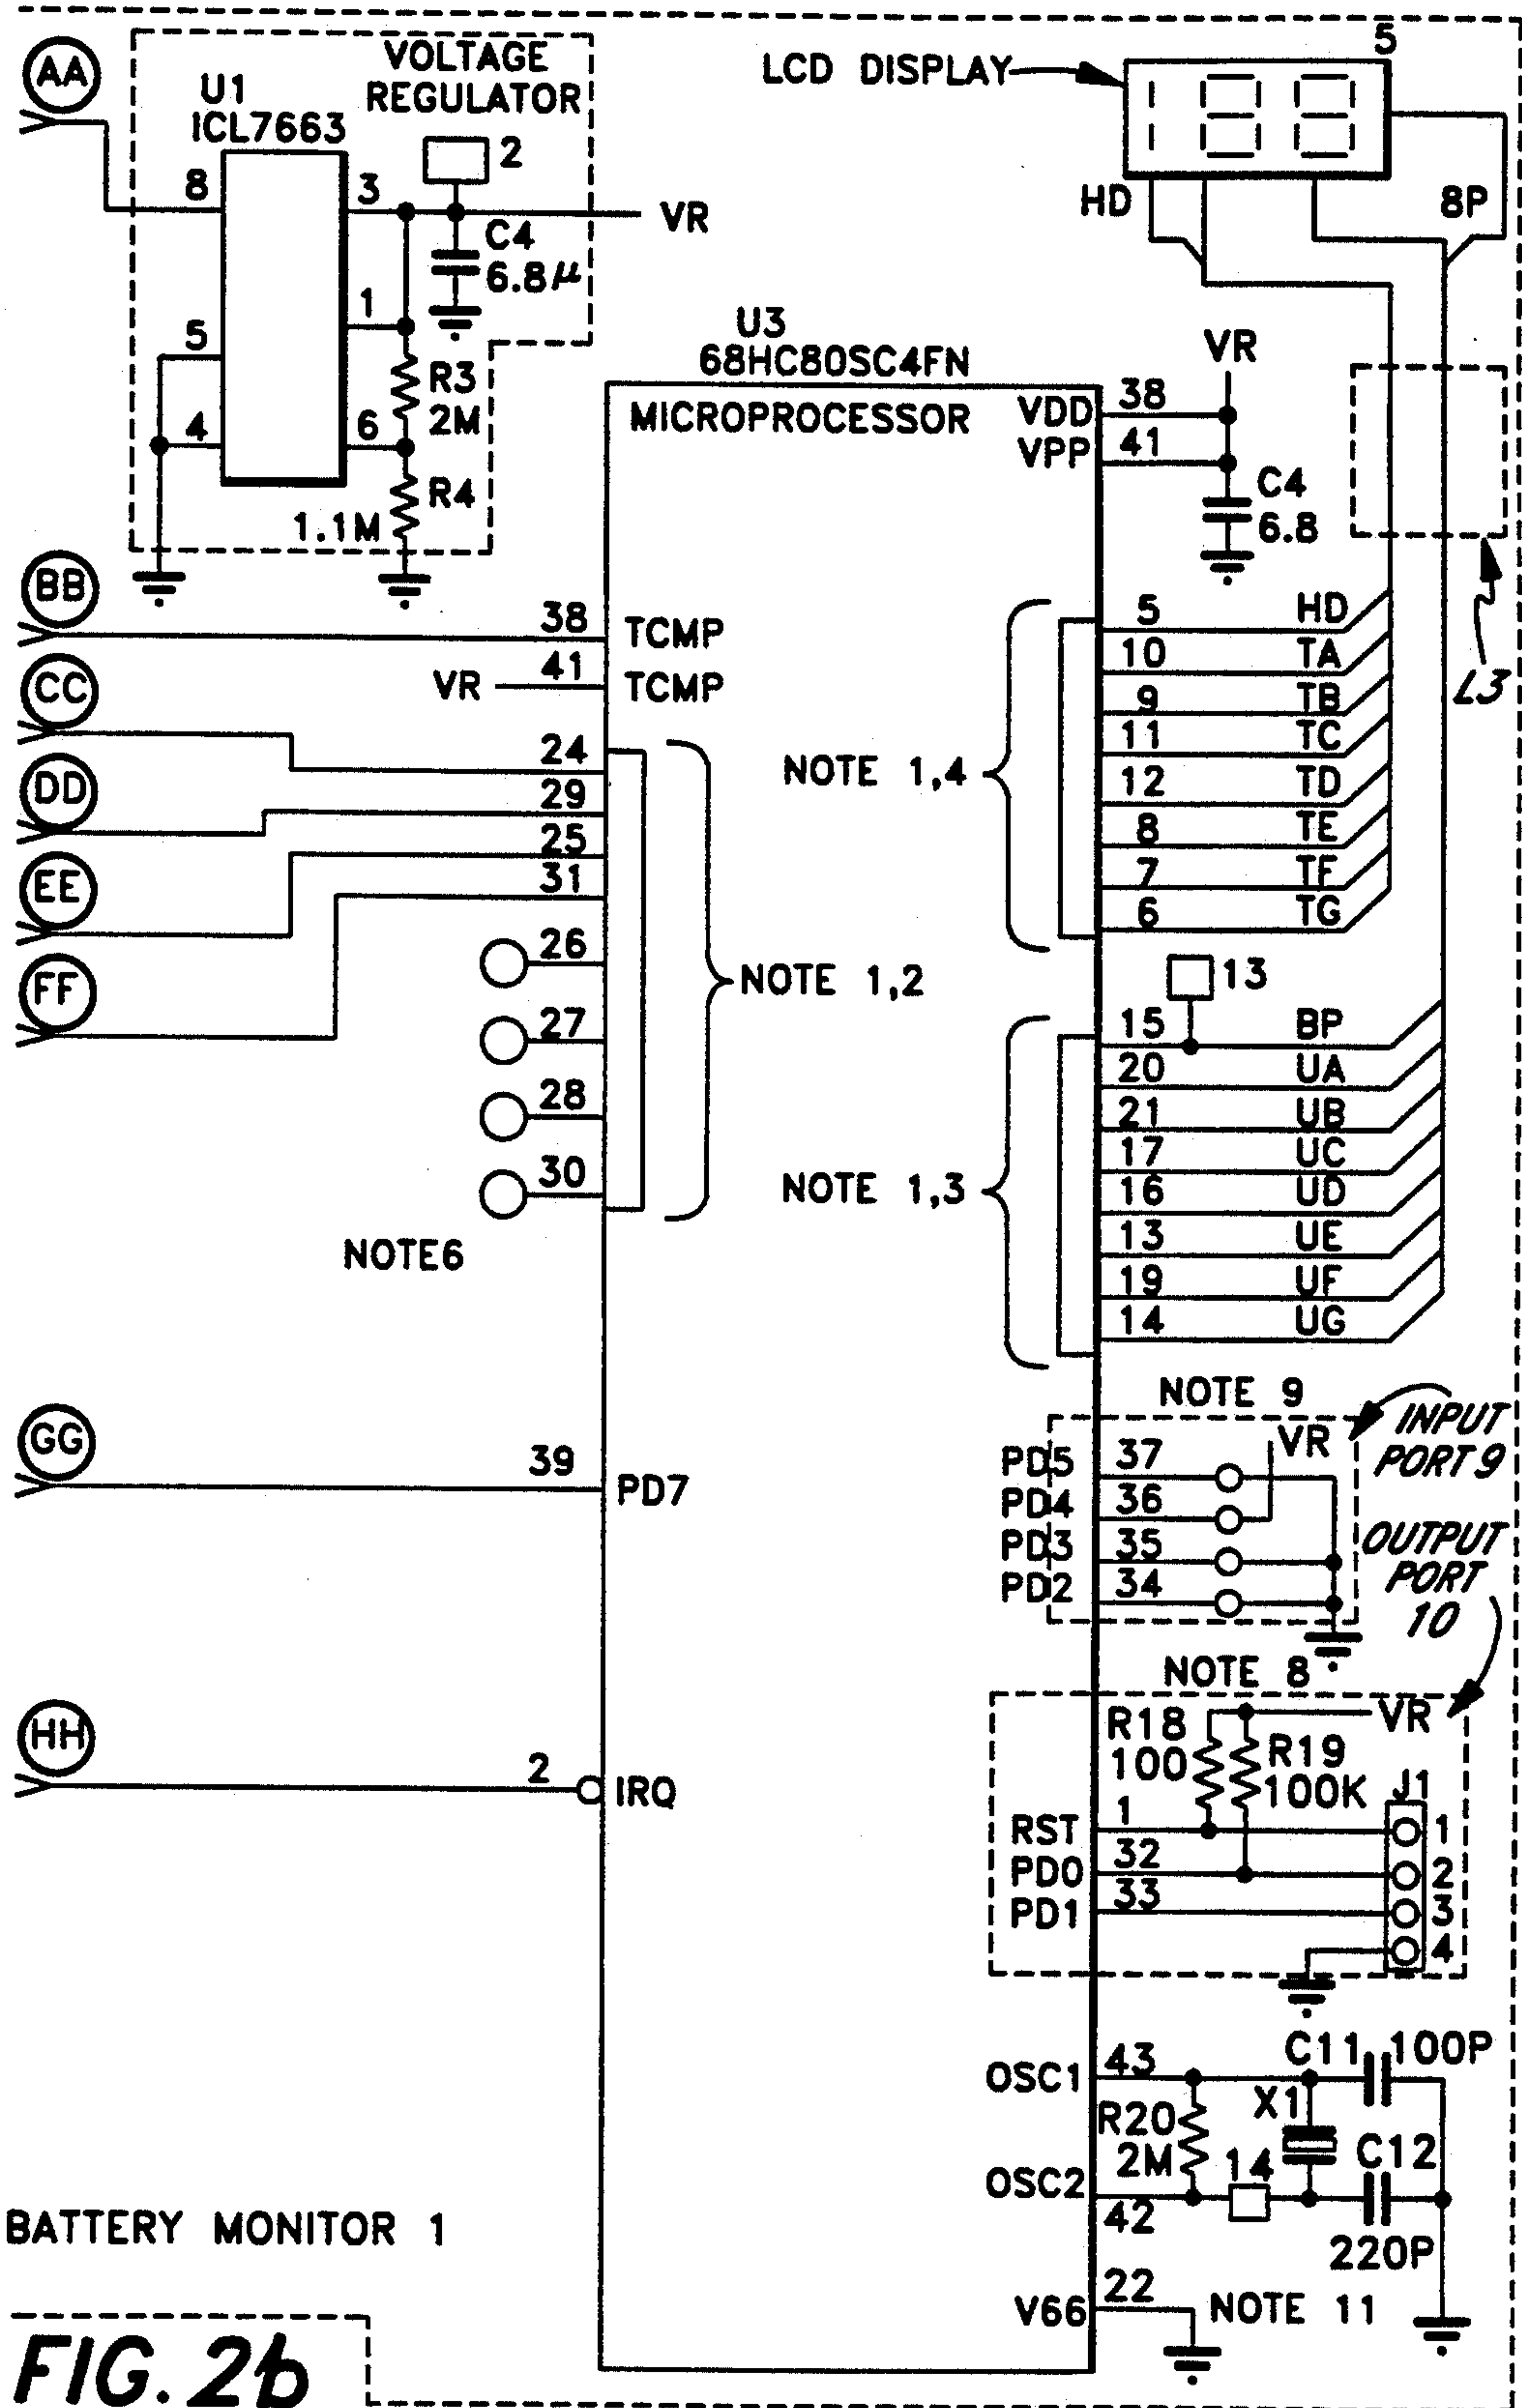 AA
VOLTAGE
REGULATOR
U1
ICL7663
2
8
3
VR
C4
6.8μ
1
5
R3
2M
4
6
R4
1.1M
LCD DISPLAY
5
HD
8P
U3
68HC80SC4FN
MICROPROCESSOR
VR
VDD 38
VPP 41
C4
6.8
L3
BB
38 TCMP
VR 41 TCMP
CC
24
DD
29
25
EE
31
FF
26
27
28
30
NOTE 1,2
NOTE6
NOTE 1,4
5 HD
10 TA
9 TB
11 TC
12 TD
8 TE
7 TF
6 TG
13
NOTE 1,3
15 BP
20 UA
21 UB
17 UC
16 UD
13 UE
19 UF
14 UG
GG
39 PD7
NOTE 9
INPUT
PORT 9
VR
PD5 37
PD4 36
PD3 35
PD2 34
OUTPUT
PORT
10
HH
2 IRQ
NOTE 8
VR
R18
100
R19
100K
J1
RST 1 1
PD0 32 2
PD1 33 3
4
C11 100P
OSC1 43
X1
R20
2M
14
C12
OSC2
42
220P
V66 22
NOTE 11
BATTERY MONITOR 1
FIG. 2b